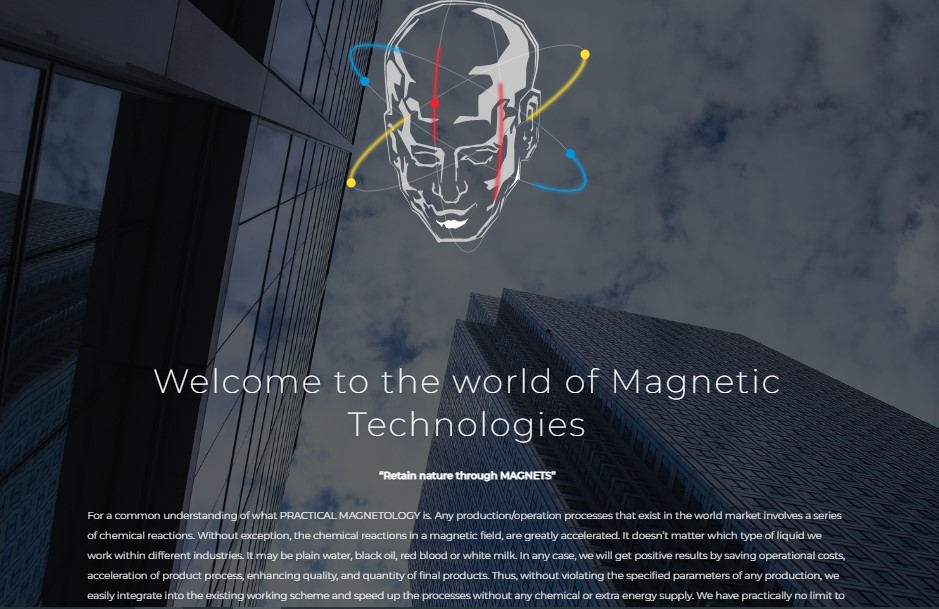 Welcome to the world of Magnetic
Technologies
“Retain nature through MAGNETS”
For a common understanding of what PRACTICAL MAGNETOLOGY is. Any production/operation processes that exist in the world market involves a series
of chemical reactions. Without exception, the chemical reactions in a magnetic field, are greatly accelerated. It doesn’t matter which type of liquid we
work within different industries. It may be plain water, black oil, red blood or white milk. In any case, we will get positive results by saving operational costs,
acceleration of product process, enhancing quality, and quantity of final products. Thus, without violating the specified parameters of any production, we
easily integrate into the existing working scheme and speed up the processes without any chemical or extra energy supply. We have practically no limit to